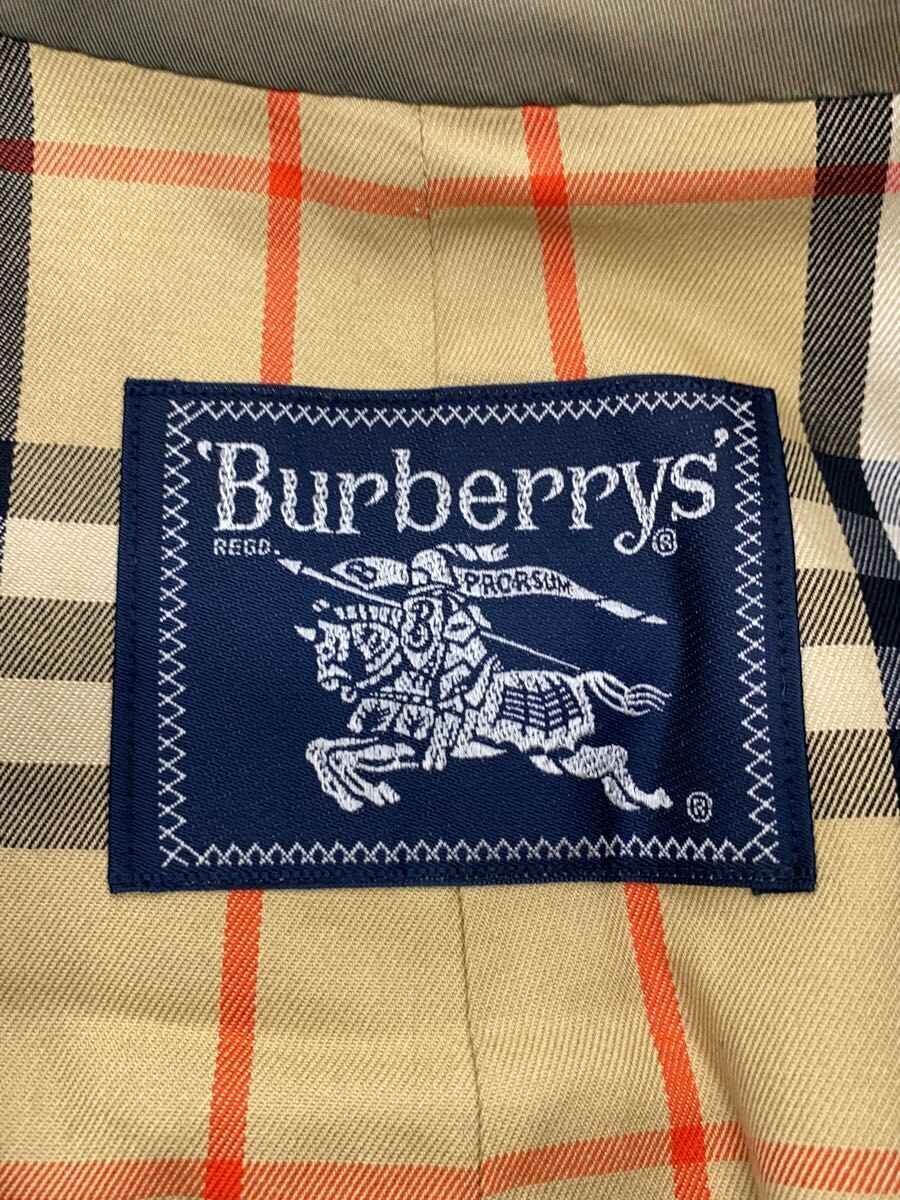 'Burberrys'
REGD.
®
B PRORSUM
B
®